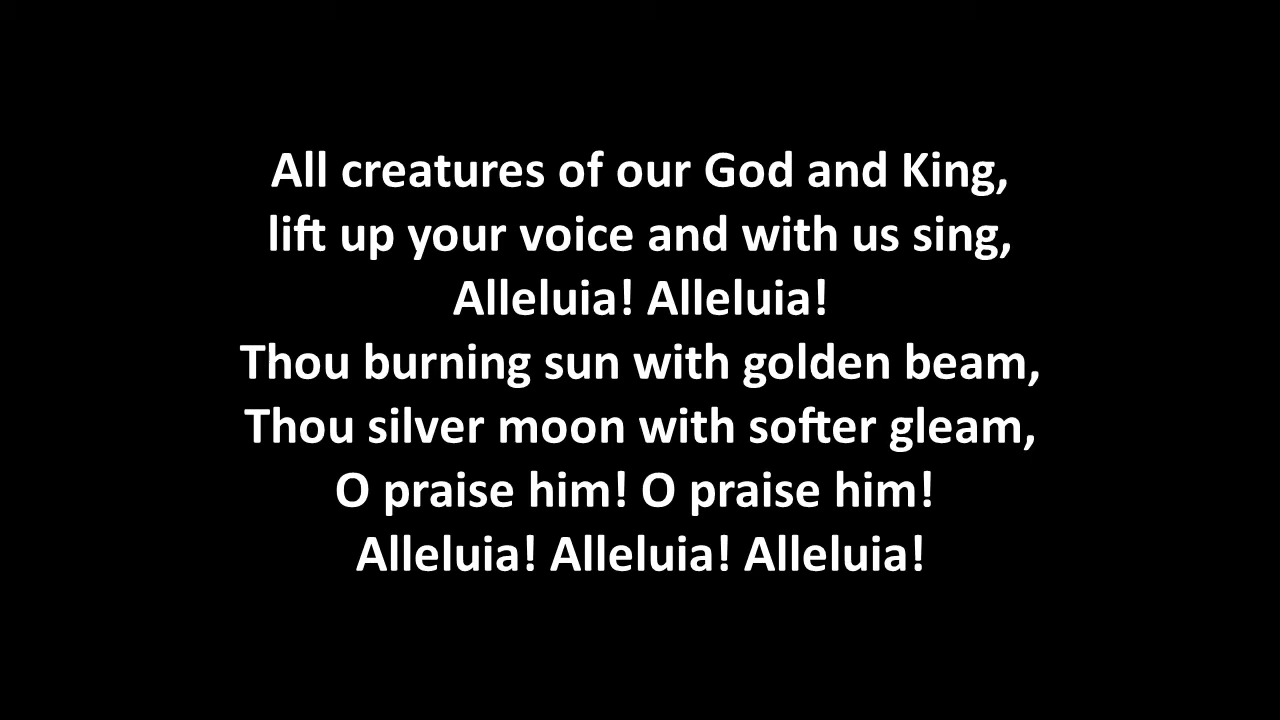 All creatures of our God and King,
lift up your voice and with us sing,
Alleluia! Alleluia!
Thou burning sun with golden beam,
Thou silver moon with softer gleam,
O praise him! O praise him!
Alleluia! Alleluia! Alleluia!